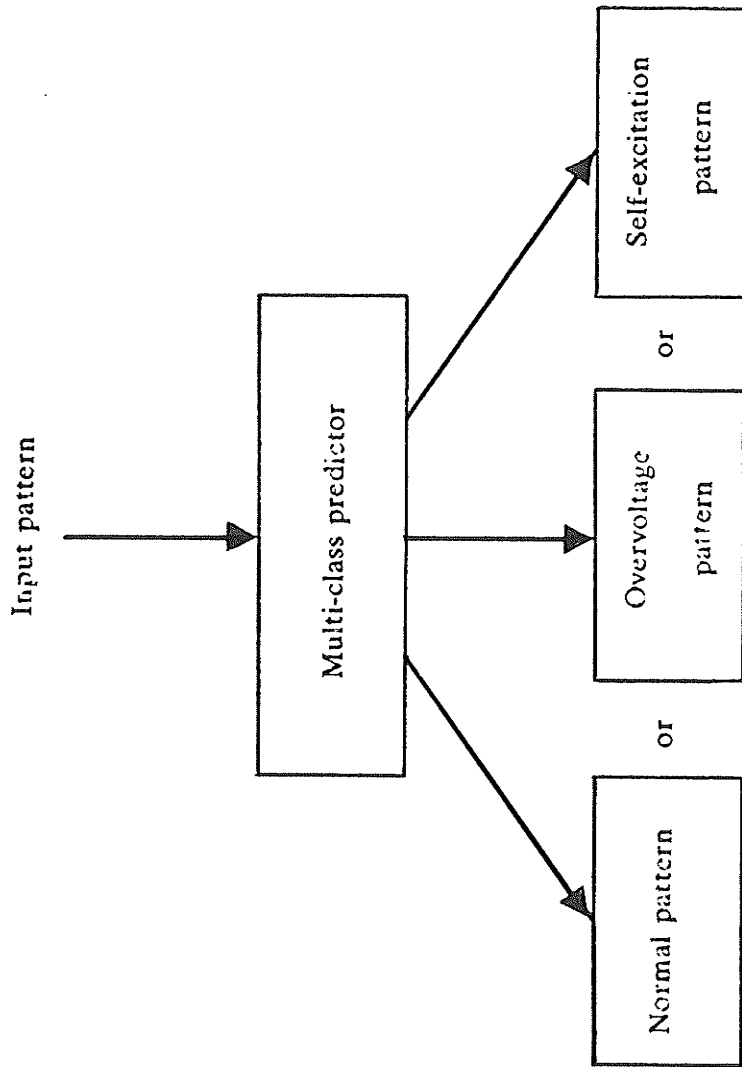 Input pattern
Multi-class predictor
Normal pattern
or
Overvoltage
pattern
or
Self-excitation
pattern